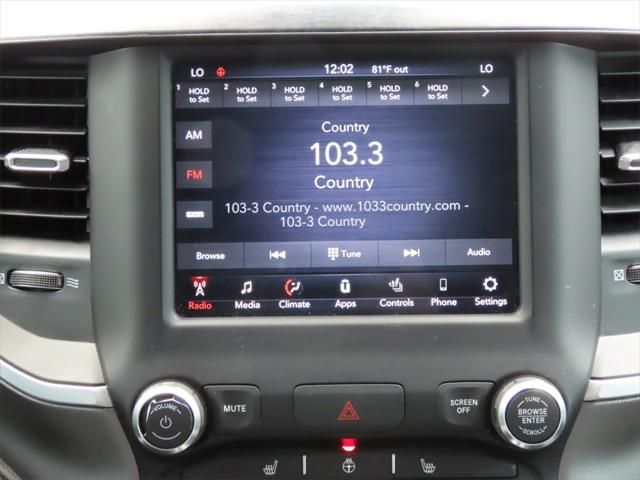 LO 12:02 81°F out LO
1 HOLD to Set 2 HOLD to Set 3 HOLD to Set 4 HOLD to Set 5 HOLD to Set 6 HOLD to Set
AM
Country
103.3
FM
Country
103-3 Country - www.1033country.com -
103-3 Country
Browse Tune Audio
Radio Media Climate Apps Controls Phone Settings
VOLUME
MUTE
SCREEN OFF
TUNE
BROWSE
ENTER
SCROLL